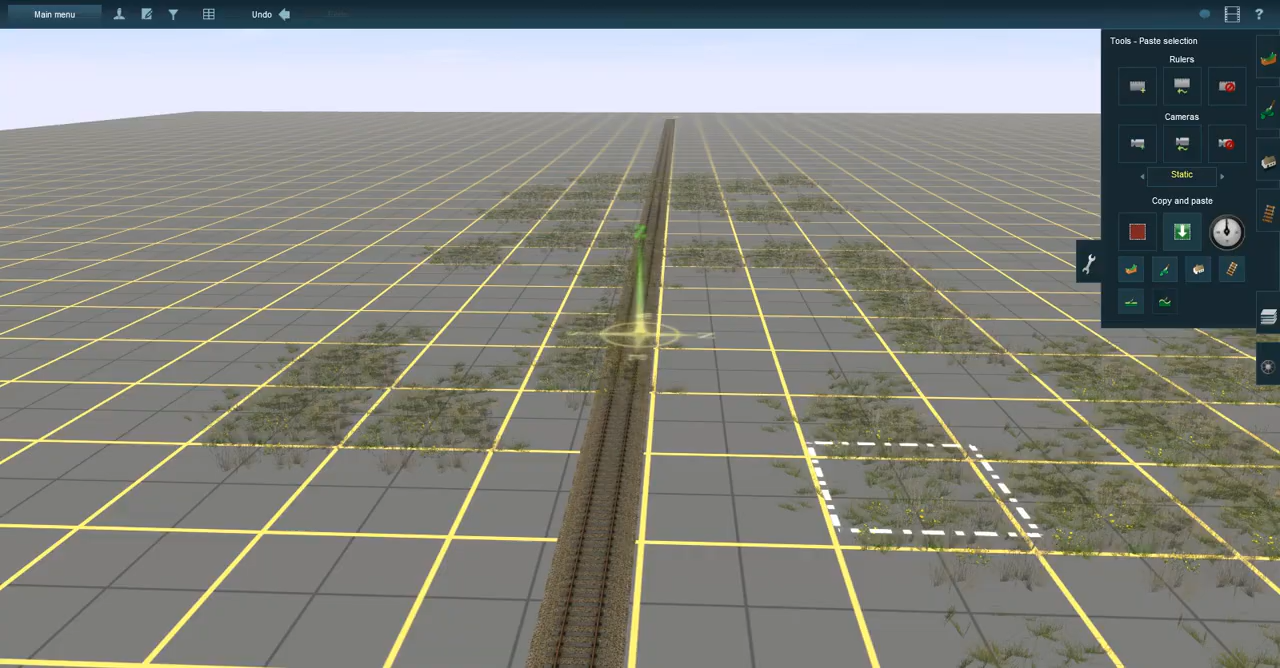 Main menu
Undo
?
Tools - Paste selection
Rulers
Cameras
Static
Copy and paste